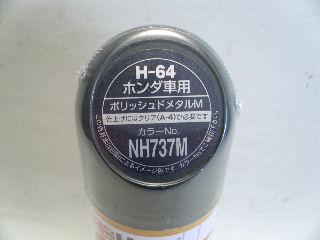 H-64
ホンダ車用
ポリッシュドメタルM
仕上げにはクリア(A-4)が必要です
カラーNo.
NH737M